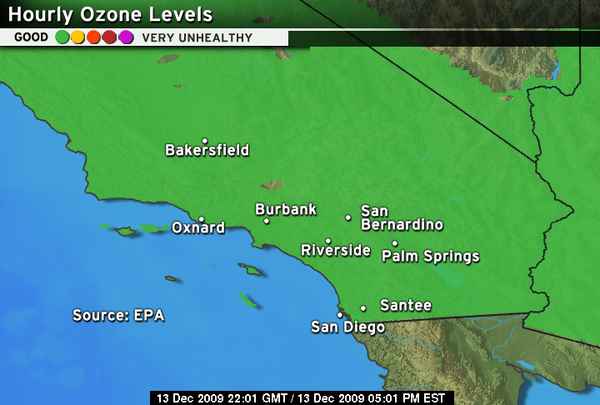 Hourly Ozone Levels
GOOD VERY UNHEALTHY
Bakersfield
Oxnard
Burbank
San
Bernardino
Riverside
Palm Springs
Santee
San Diego
Source: EPA
13 Dec 2009 22:01 GMT / 13 Dec 2009 05:01 PM EST